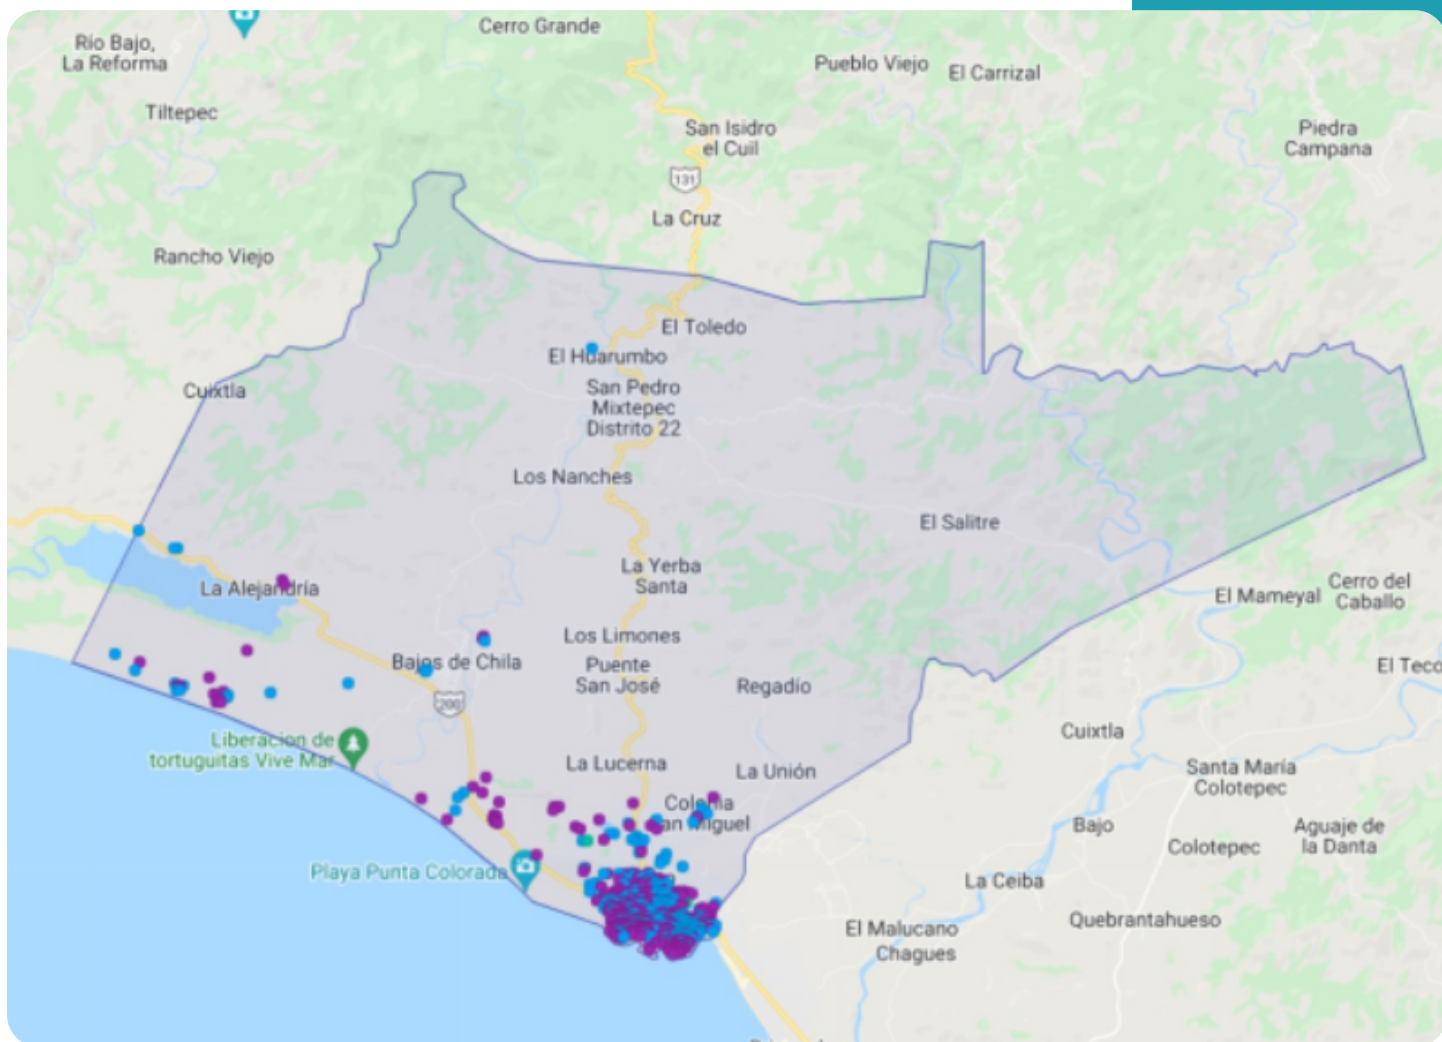 Cerro Grande
Río Bajo,
La Reforma
Pueblo Viejo
El Carrizal
Tiltepec
San Isidro
el Cuil
Piedra
Campana
131
La Cruz
Rancho Viejo
El Toledo
El Huarumbo
Cuixtla
San Pedro
Mixtepec
Distrito 22
Los Nanches
El Salitre
La Yerba
Santa
La Alejandría
El Mameyal
Cerro del
Caballo
Los Limones
Bajos de Chila
Puente
San José
Regadío
El Teco
200
Cuixtla
Liberacion de
tortuguitas Vive Mar
La Lucerna
La Unión
Santa María
Colotepec
Colonia
San Miguel
Bajo
Colotepec
Aguaje de
la Danta
Playa Punta Colorada
La Ceiba
Quebrantahueso
El Malucano
Chagues